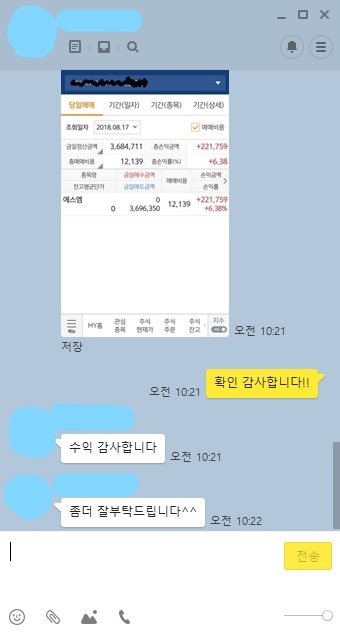 당일매매 기간(일자) 기간(종목) 기간(상세)
조회일자 2018.08.17 매매비용
금일정산금액 3,684,711 총손익금액 +221,759
총매매비용 12,139 총손익률(%) +6.38
종목명 금일매수금액 매매비용 손익금액
잔고평균단가 금일매도금액 손익률
에스엠 0 12,139 +221,759
0 3,696,350 +6.38%
메뉴 MY홈 관심종목 주식현재가 주식주문 주식잔고 지수
오전 10:21
저장
오전 10:21 확인 감사합니다!!
수익 감사합니다 오전 10:21
좀더 잘부탁드립니다^^ 오전 10:22
전송